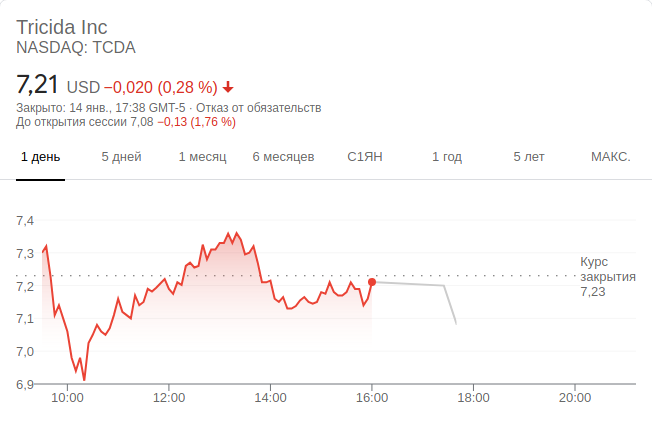 Tricida Inc
NASDAQ: TCDA
7,21 USD −0,020 (0,28 %)
Закрыто: 14 янв., 17:38 GMT-5 · Отказ от обязательств
До открытия сессии 7,08 −0,13 (1,76 %)
1 день 5 дней 1 месяц 6 месяцев С1ЯН 1 год 5 лет МАКС.
7,4
7,3
7,2
7,1
7,0
6,9
Курс
закрытия
7,23
10:00 12:00 14:00 16:00 18:00 20:00